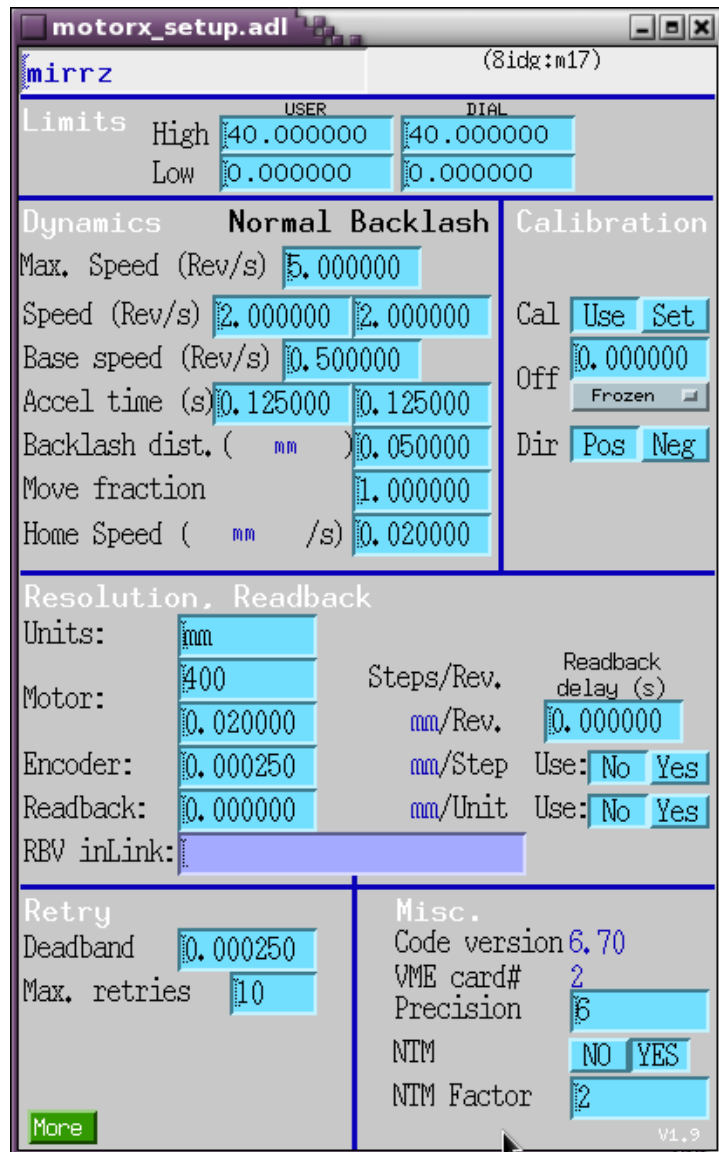 motorx_setup.adl
mirrz (8idg:m17)
Limits USER DIAL
High 40.000000 40.000000
Low 0.000000 0.000000
Dynamics Normal Backlash
Max. Speed (Rev/s) 5.000000
Speed (Rev/s) 2.000000 2.000000
Base speed (Rev/s) 0.500000
Accel time (s) 0.125000 0.125000
Backlash dist. ( mm ) 0.050000
Move fraction 1.000000
Home Speed ( mm /s) 0.020000
Calibration
Cal Use Set
Off 0.000000
Frozen
Dir Pos Neg
Resolution, Readback
Units: mm
Motor: 400 Steps/Rev.
0.020000 mm/Rev.
Readback
delay (s)
0.000000
Encoder: 0.000250 mm/Step Use: No Yes
Readback: 0.000000 mm/Unit Use: No Yes
RBV inLink:
Retry
Deadband 0.000250
Max. retries 10
More
Misc.
Code version 6.70
VME card# 2
Precision 6
NTM NO YES
NTM Factor 2
V1.9